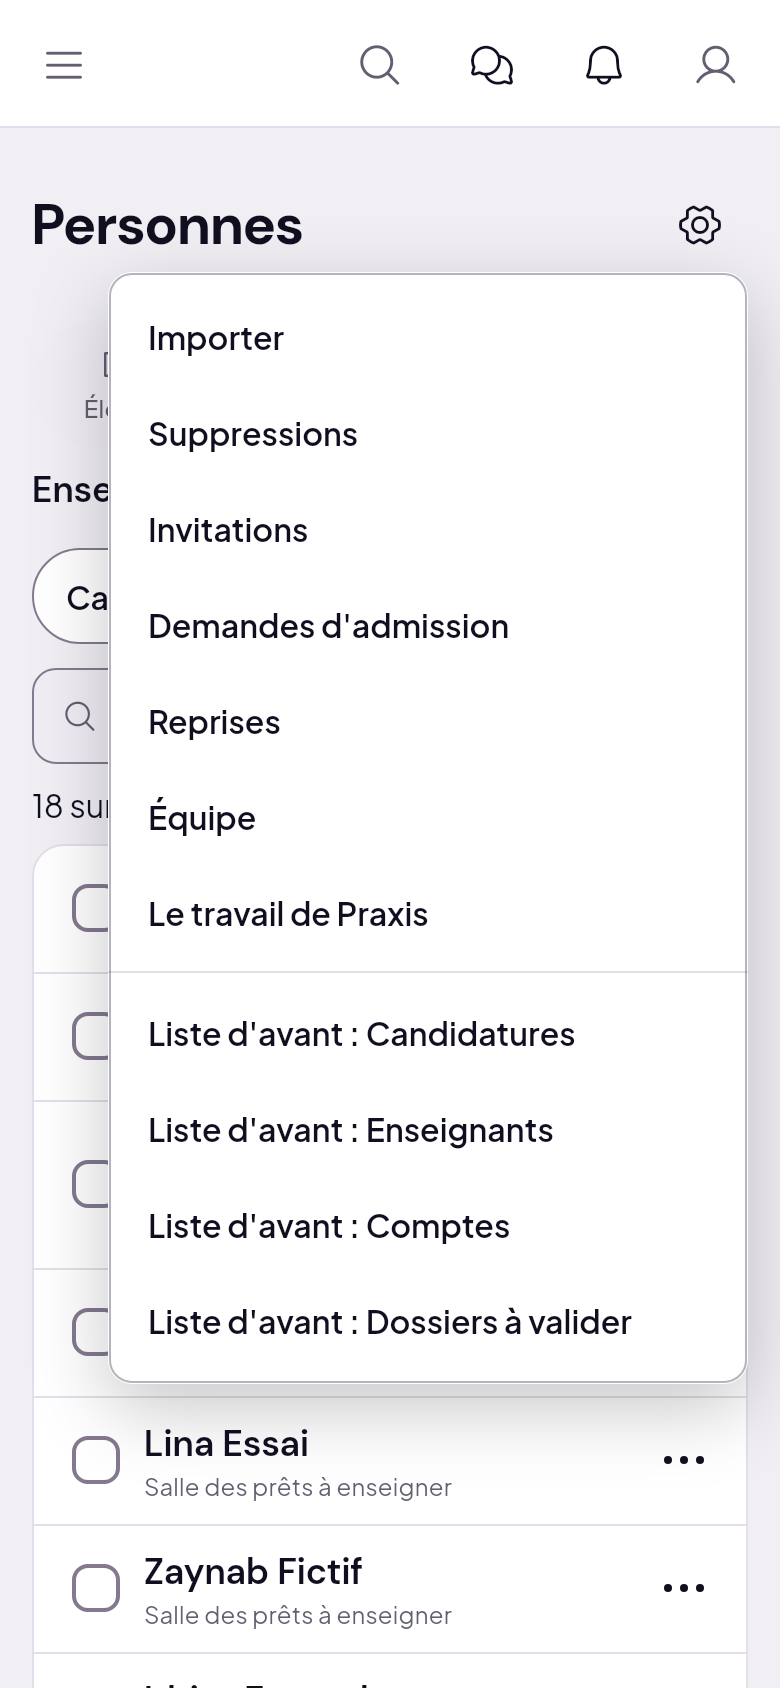 Personnes
Importer
Suppressions
Invitations
Demandes d'admission
Reprises
Équipe
Le travail de Praxis
Liste d'avant : Candidatures
Liste d'avant : Enseignants
Liste d'avant : Comptes
Liste d'avant : Dossiers à valider
Lina Essai
Salle des prêts à enseigner
Zaynab Fictif
Salle des prêts à enseigner